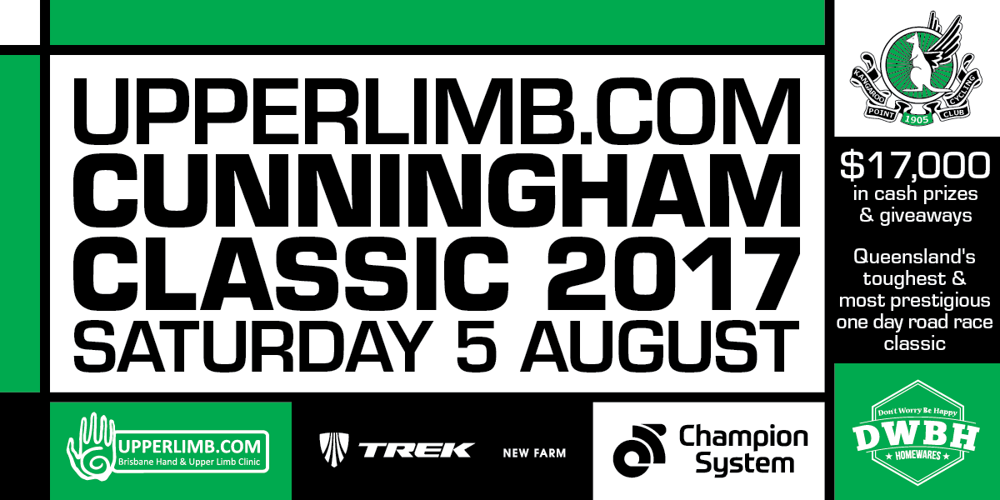 UPPERLIMB.COM
CUNNINGHAM
CLASSIC 2017
SATURDAY 5 AUGUST
KANGAROO
POINT
1905
CLUB
CYCLING
$17,000
in cash prizes
& giveaways
Queensland's
toughest &
most prestigious
one day road race
classic
UPPERLIMB.COM
Brisbane Hand & Upper Limb Clinic
TREK
NEW FARM
Champion
System
Don't Worry Be Happy
DWBH
HOMEWARES